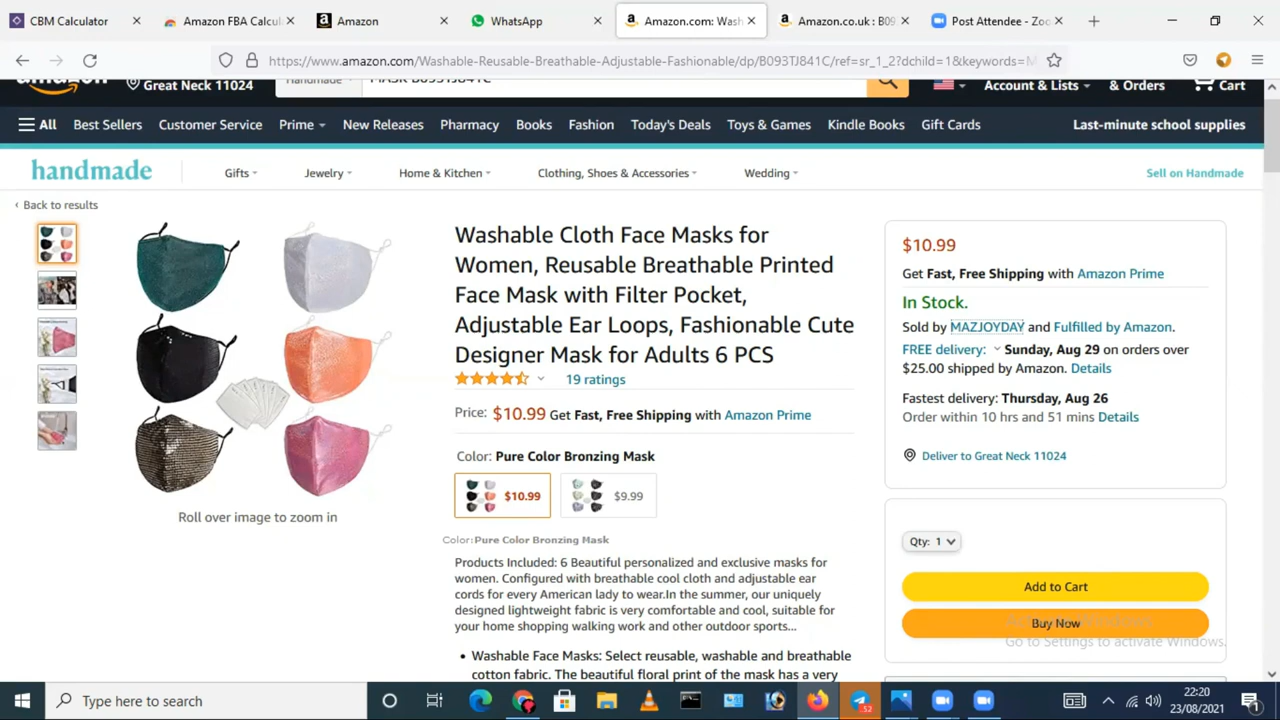 CBM Calculator
Amazon FBA Calcul
Amazon
WhatsApp
Amazon.com: Wash
Amazon.co.uk : B09
Post Attendee - Zoo
https://www.amazon.com/Washable-Reusable-Breathable-Adjustable-Fashionable/dp/B093TJ841C/ref=sr_1_2?dchild=1&keywords=M
amazon
Great Neck 11024
Handmade
MASK B093TJ841C
Account & Lists
& Orders
Cart
All
Best Sellers
Customer Service
Prime
New Releases
Pharmacy
Books
Fashion
Today's Deals
Toys & Games
Kindle Books
Gift Cards
Last-minute school supplies
handmade
Gifts
Jewelry
Home & Kitchen
Clothing, Shoes & Accessories
Wedding
Sell on Handmade
‹ Back to results
Washable Cloth Face Masks for
Women, Reusable Breathable Printed
Face Mask with Filter Pocket,
Adjustable Ear Loops, Fashionable Cute
Designer Mask for Adults 6 PCS
19 ratings
Price: $10.99 Get Fast, Free Shipping with Amazon Prime
Color: Pure Color Bronzing Mask
$10.99
$9.99
Roll over image to zoom in
Color:Pure Color Bronzing Mask
Products Included: 6 Beautiful personalized and exclusive masks for
women. Configured with breathable cool cloth and adjustable ear
cords for every American lady to wear.In the summer, our uniquely
designed lightweight fabric is very comfortable and cool, suitable for
your home shopping walking work and other outdoor sports...
• Washable Face Masks: Select reusable, washable and breathable
cotton fabric. The beautiful floral print of the mask has a very
$10.99
Get Fast, Free Shipping with Amazon Prime
In Stock.
Sold by MAZJOYDAY and Fulfilled by Amazon.
FREE delivery: Sunday, Aug 29 on orders over
$25.00 shipped by Amazon. Details
Fastest delivery: Thursday, Aug 26
Order within 10 hrs and 51 mins Details
Deliver to Great Neck 11024
Qty: 1
Add to Cart
Buy Now
Activate Windows
Go to Settings to activate Windows.
Type here to search
52
22:20
23/08/2021
1